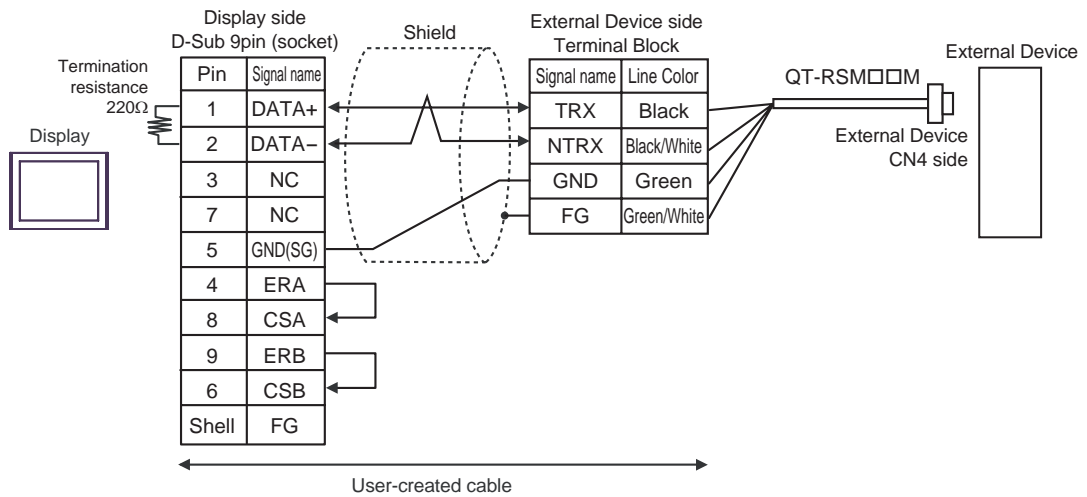 Display side
D-Sub 9pin (socket)
Shield
External Device side
Terminal Block
External Device
Termination
resistance
220Ω
Display
Pin Signal name
1 DATA+
2 DATA−
3 NC
7 NC
5 GND(SG)
4 ERA
8 CSA
9 ERB
6 CSB
Shell FG
Signal name Line Color
TRX Black
NTRX Black/White
GND Green
FG Green/White
QT-RSM□□M
External Device
CN4 side
User-created cable